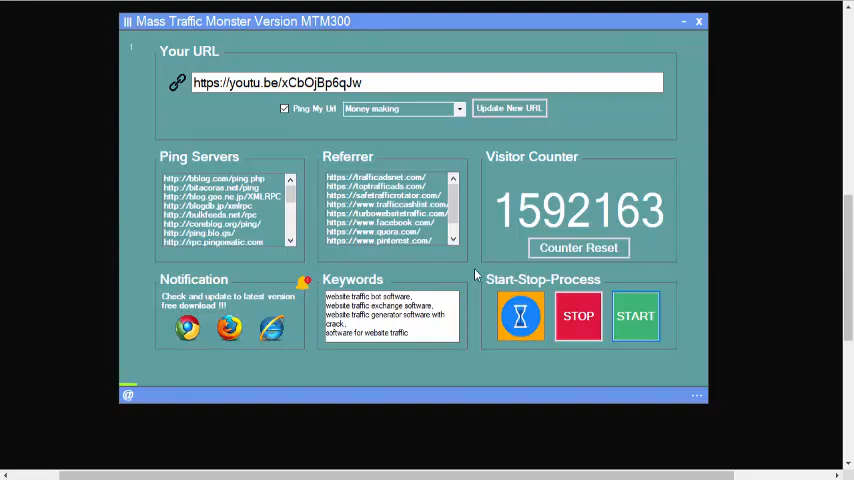 Mass Traffic Monster Version MTM300
- x
1
Your URL
https://youtu.be/xCbOjBp6qJw
Ping My Url
Money making
Update New URL
Ping Servers
http://bblog.com/ping.php
http://bitacoras.net/ping
http://blog.goo.ne.jp/XMLRPC
http://blogdb.jp/xmlrpc
http://bulkfeeds.net/rpc
http://coreblog.org/ping/
http://ping.blo.gs/
http://rpc.pingomatic.com
Referrer
https://trafficadsnet.com/
https://toptrafficads.com/
https://safetrafficrotator.com/
https://www.trafficcashlist.com/
https://turbowebsitetraffic.com/
https://www.facebook.com/
https://www.quora.com/
https://www.pinterest.com/
Visitor Counter
1592163
Counter Reset
Notification
Check and update to latest version
free download !!!
Keywords
website traffic bot software,
website traffic exchange software,
website traffic generator software with
crack,
software for website traffic
Start-Stop-Process
STOP
START
@
...